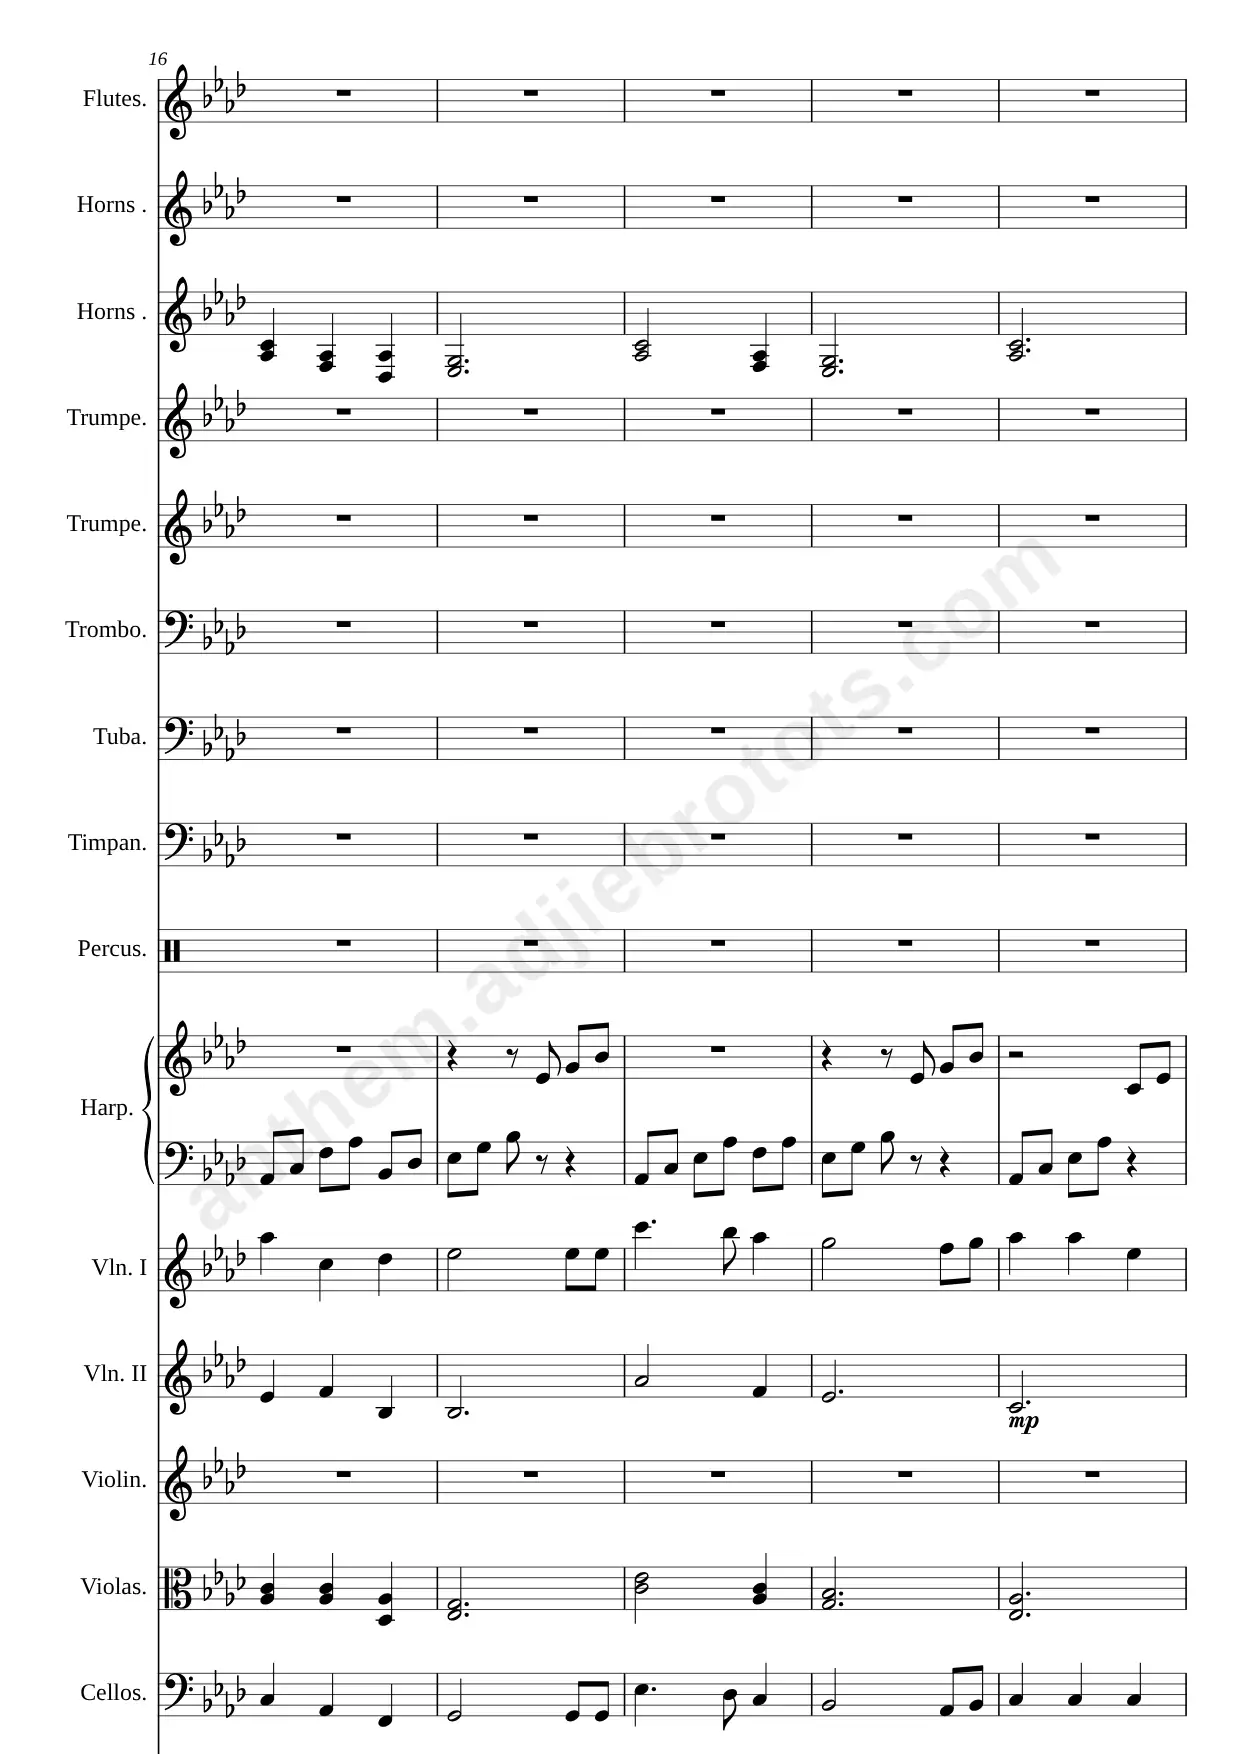 16
Flutes.
Horns .
Horns .
Trumpe.
Trumpe.
Trombo.
Tuba.
Timpan.
Percus.
Harp.
Vln. I
Vln. II
mp
Violin.
Violas.
Cellos.
anthem.adjiebrotots.com